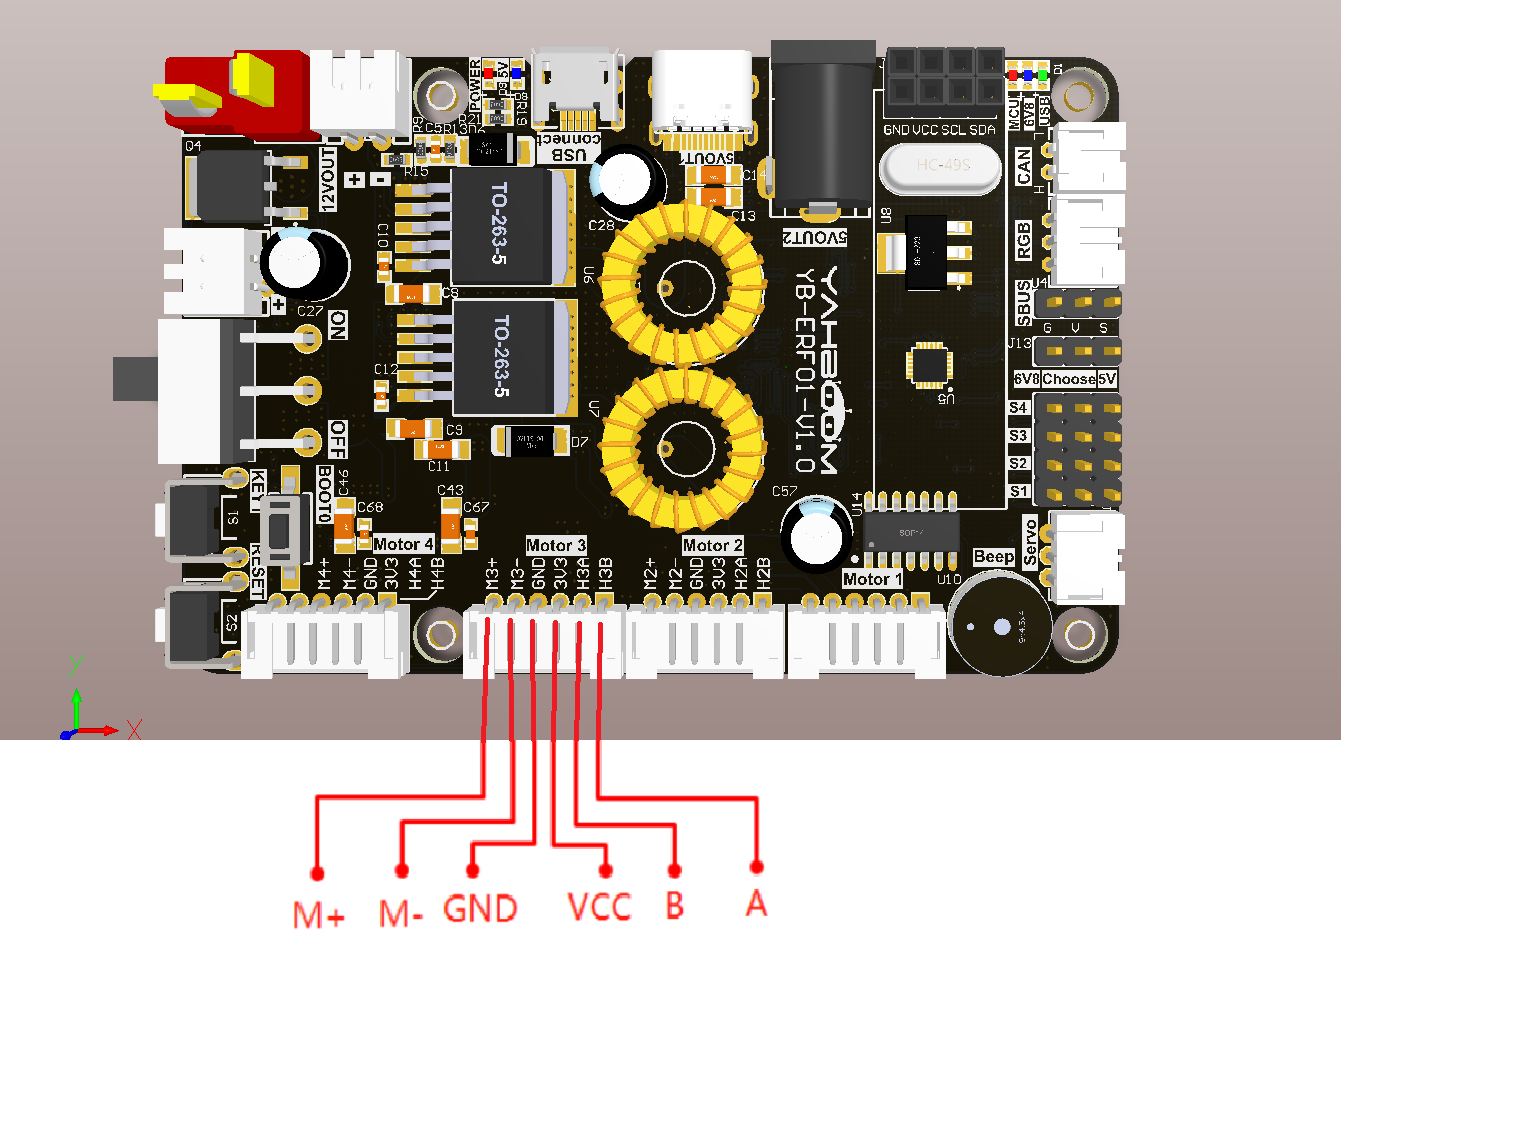 POWER
5V
D9
D8
R21
R19
USB
connect
5VOUT1
GND VCC SCL SDA
MCU
6V8
USB
D1
Q4
12VOUT
+ -
R9
C5
R13
D6
R15
TO-263-5
C28
C14
C13
HC-49S
CAN
H
L
U8
5VOUT2
RGB
C10
U6
C8
+
C27
ON
TO-263-5
YAHBOOM
YB-ERF01-V1.0
U4
SBUS
G V S
J13
6V8 Choose 5V
C12
U7
U5
S4
S3
S2
S1
C9
C11
D7
OFF
KEY
BOOT0
C46
C68
C43
C67
C57
U14
S1
RESET
S2
Motor 4
Motor 3
Motor 2
Motor 1
U10
Beep
Servo
M4+ M4- GND 3V3 H4A H4B
M3+ M3- GND 3V3 H3A H3B
M2+ M2- GND 3V3 H2A H2B
Y
X
M+ M- GND VCC B A